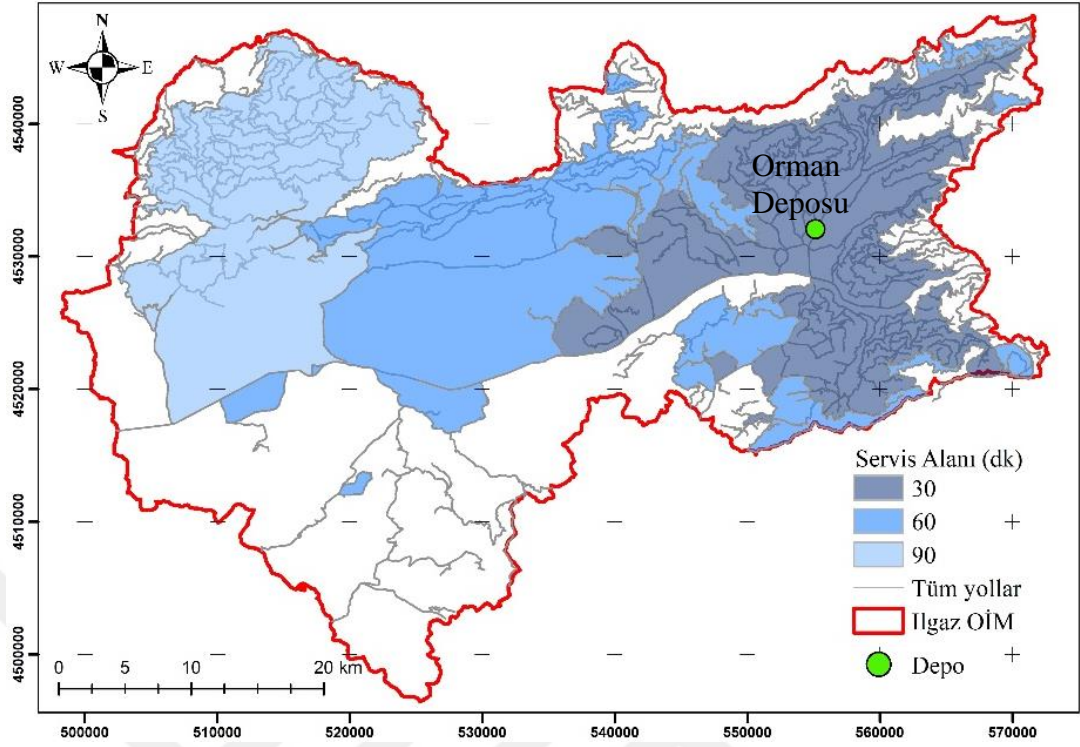 N
W E
S
Orman
Deposu
Servis Alanı (dk)
30
60
90
Tüm yollar
Ilgaz OİM
Depo
0 5 10 20 km
4540000
4530000
4520000
4510000
4500000
500000 510000 520000 530000 540000 550000 560000 570000